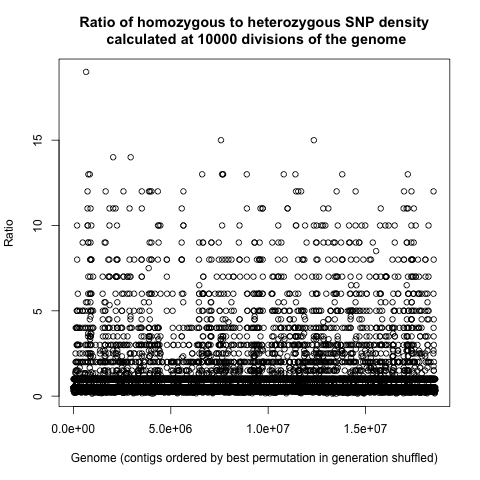 Ratio of homozygous to heterozygous SNP density
calculated at 10000 divisions of the genome
Ratio
15
10
5
0
0.0e+00 5.0e+06 1.0e+07 1.5e+07
Genome (contigs ordered by best permutation in generation shuffled)